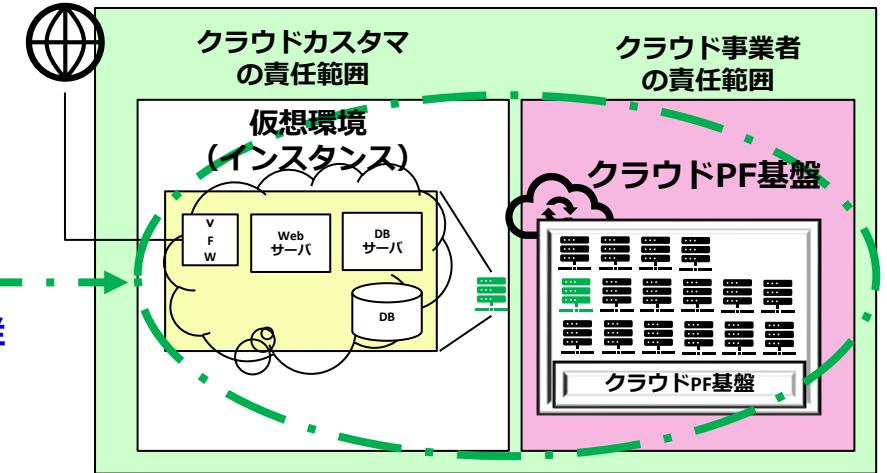 クラウドカスタマ
の責任範囲
クラウド事業者
の責任範囲
仮想環境
（インスタンス）
クラウドPF基盤
V
F
W
Web
サーバ
DB
サーバ
DB
クラウドPF基盤